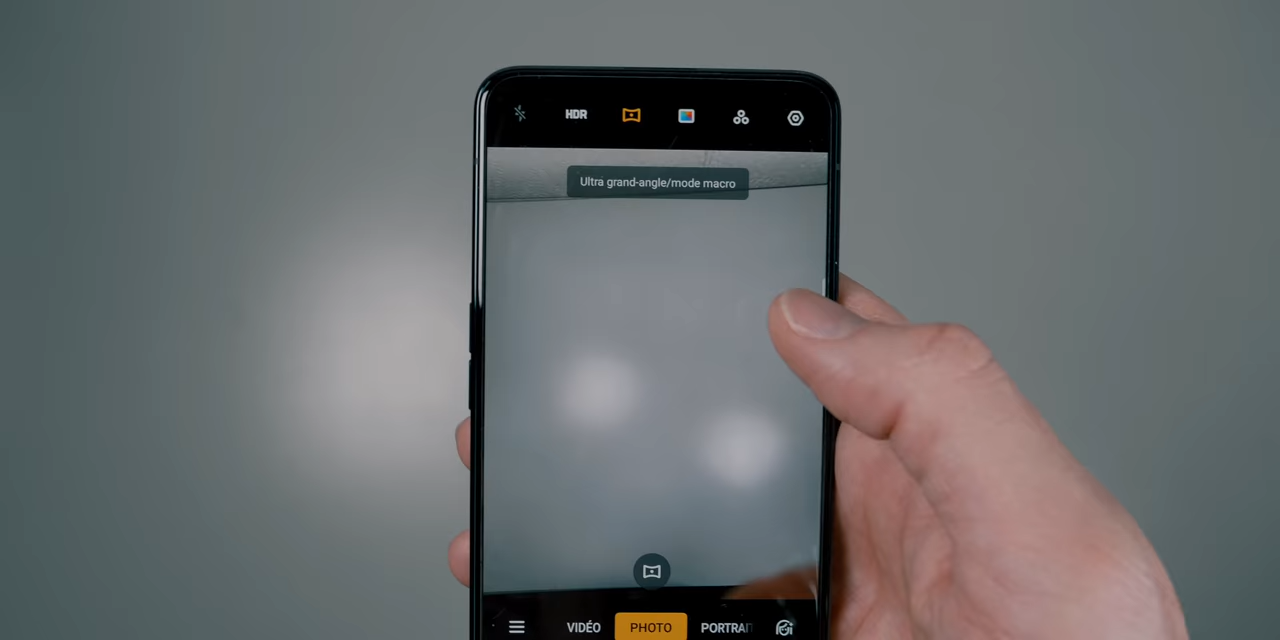 HDR
Ultra grand-angle/mode macro
VIDÉO
PHOTO
PORTRAI